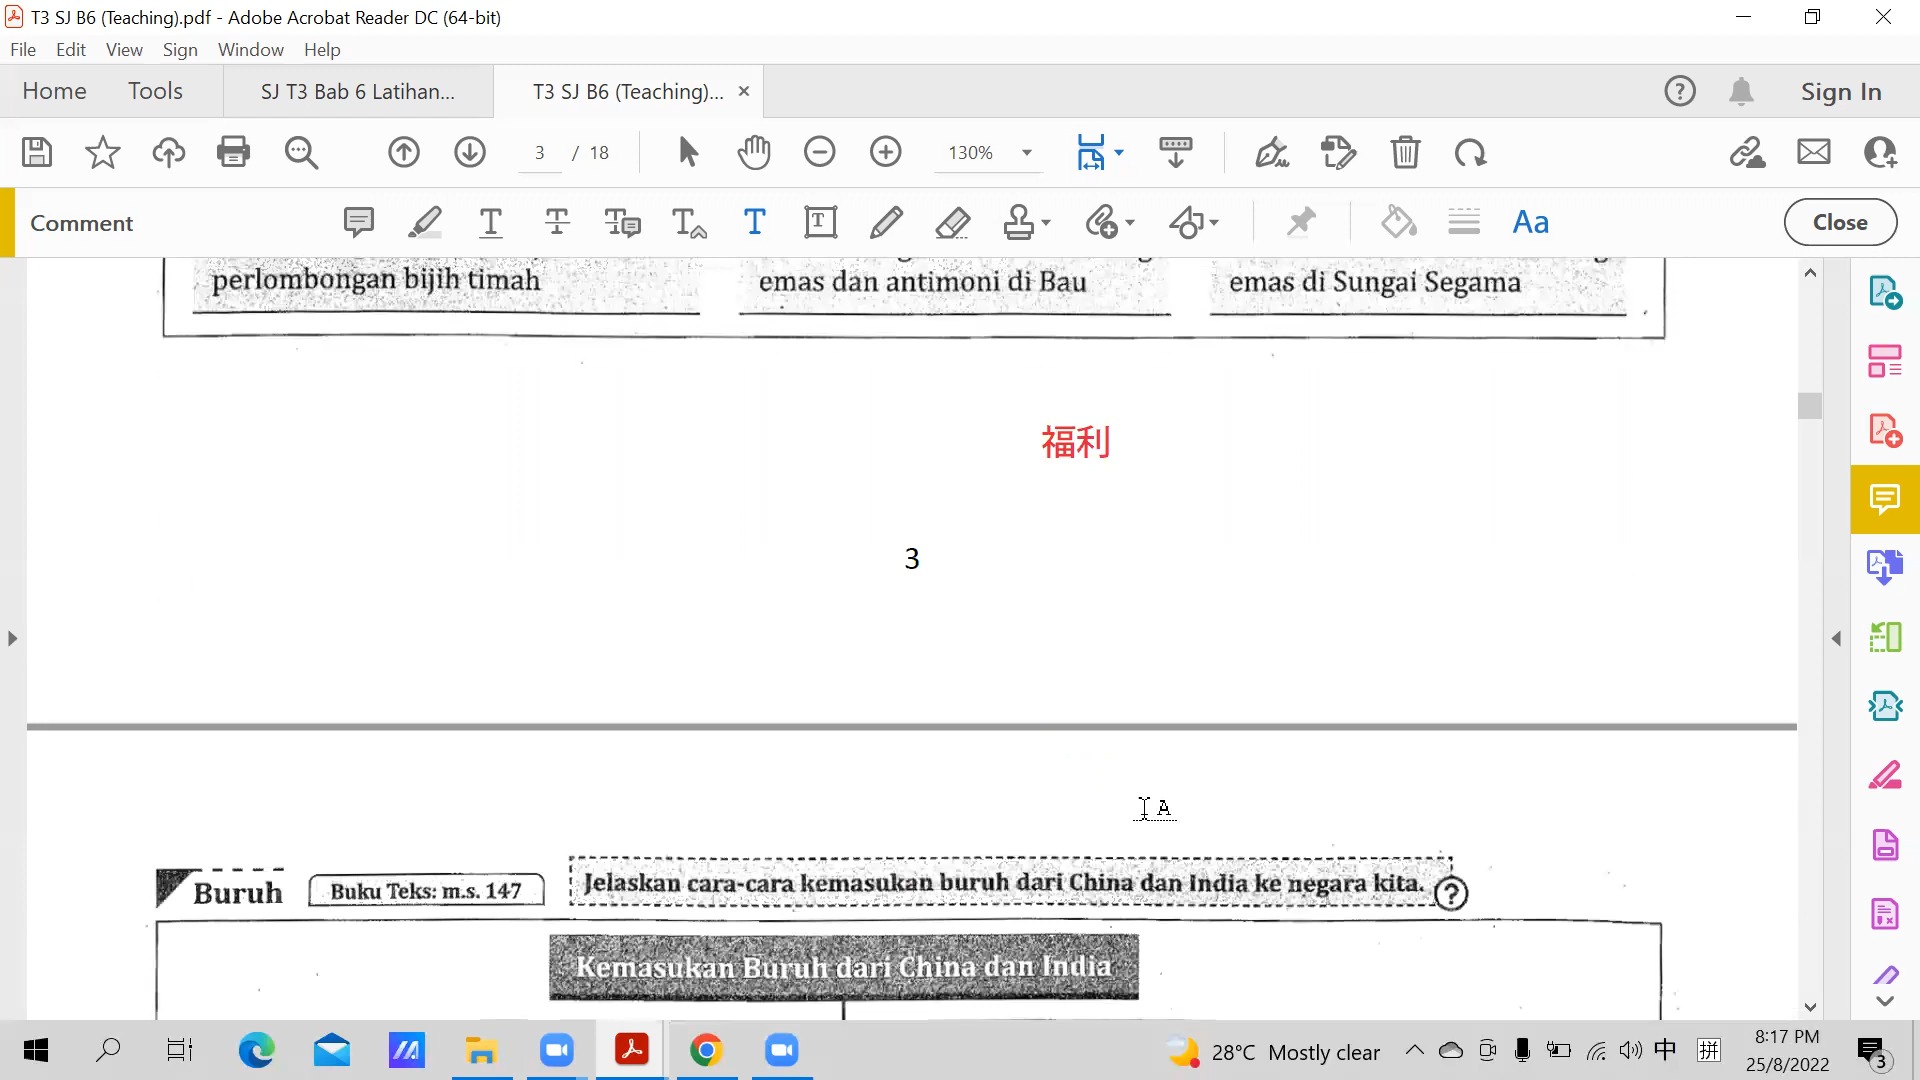 T3 SJ B6 (Teaching).pdf - Adobe Acrobat Reader DC (64-bit)
File Edit View Sign Window Help
Home Tools SJ T3 Bab 6 Latihan... T3 SJ B6 (Teaching)... × Sign In
3 / 18 130%
Comment Aa Close
perlombongan bijih timah
emas dan antimoni di Bau
emas di Sungai Segama
福利
3
Buruh
Buku Teks: m.s. 147
Jelaskan cara-cara kemasukan buruh dari China dan India ke negara kita.
?
Kemasukan Buruh dari China dan India
28°C Mostly clear 中 拼
8:17 PM
25/8/2022
3